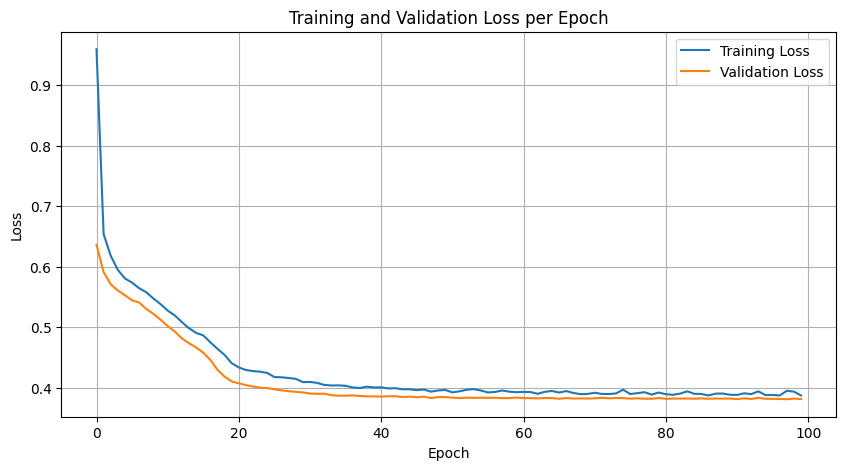 Training and Validation Loss per Epoch
Training Loss
Validation Loss
0.9
0.8
0.7
0.6
0.5
0.4
Loss
0
20
40
60
80
100
Epoch